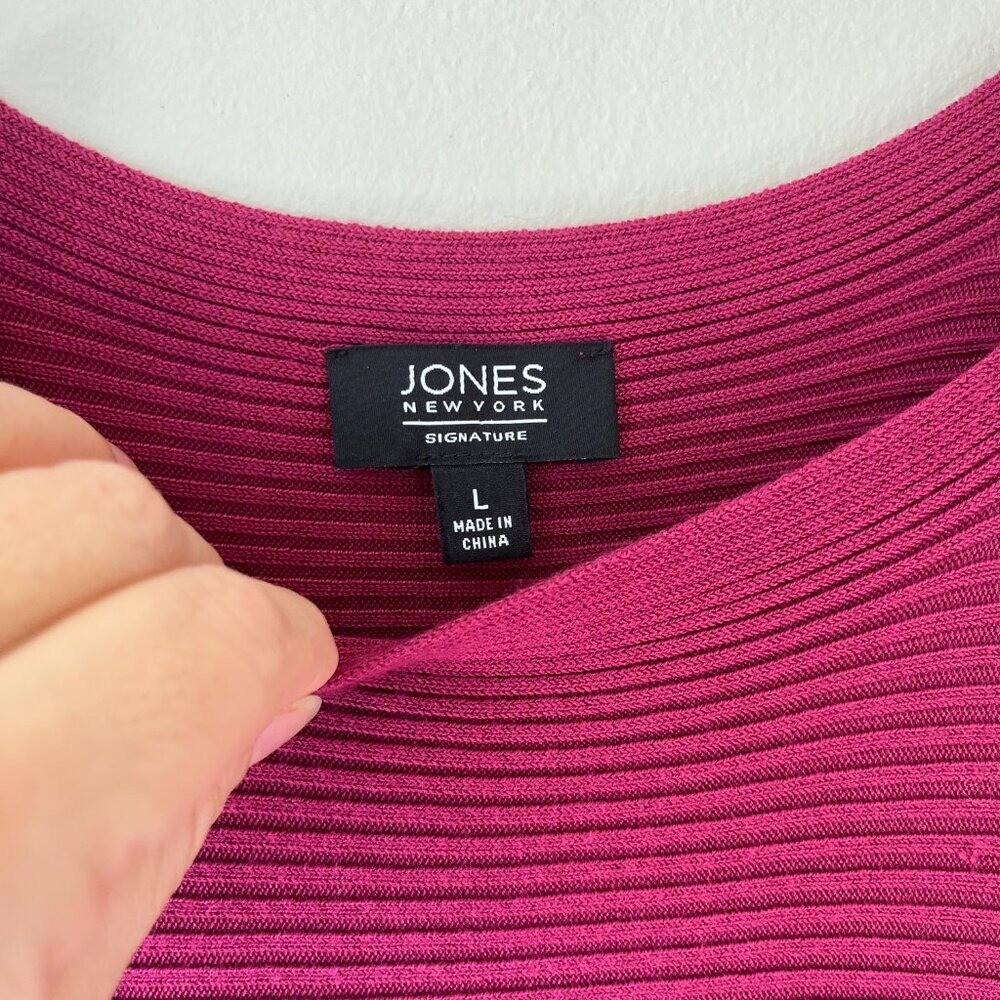 JONES
NEW YORK
SIGNATURE
L
MADE IN
CHINA